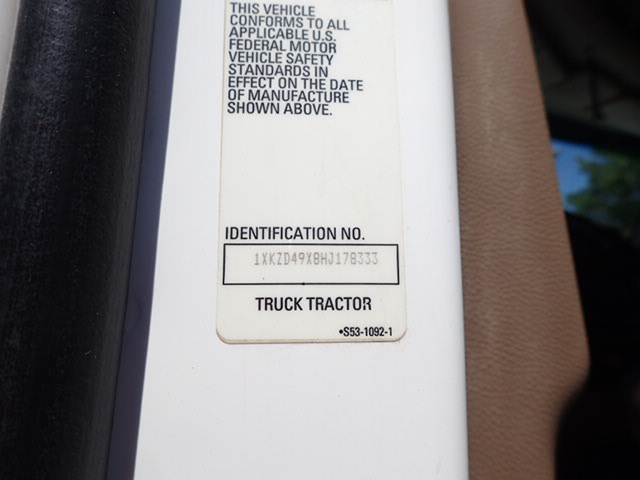 THIS VEHICLE
CONFORMS TO ALL
APPLICABLE U.S.
FEDERAL MOTOR
VEHICLE SAFETY
STANDARDS IN
EFFECT ON THE DATE
OF MANUFACTURE
SHOWN ABOVE.
IDENTIFICATION NO.
1XKZD49X8HJ178333
TRUCK TRACTOR
•S53-1092-1